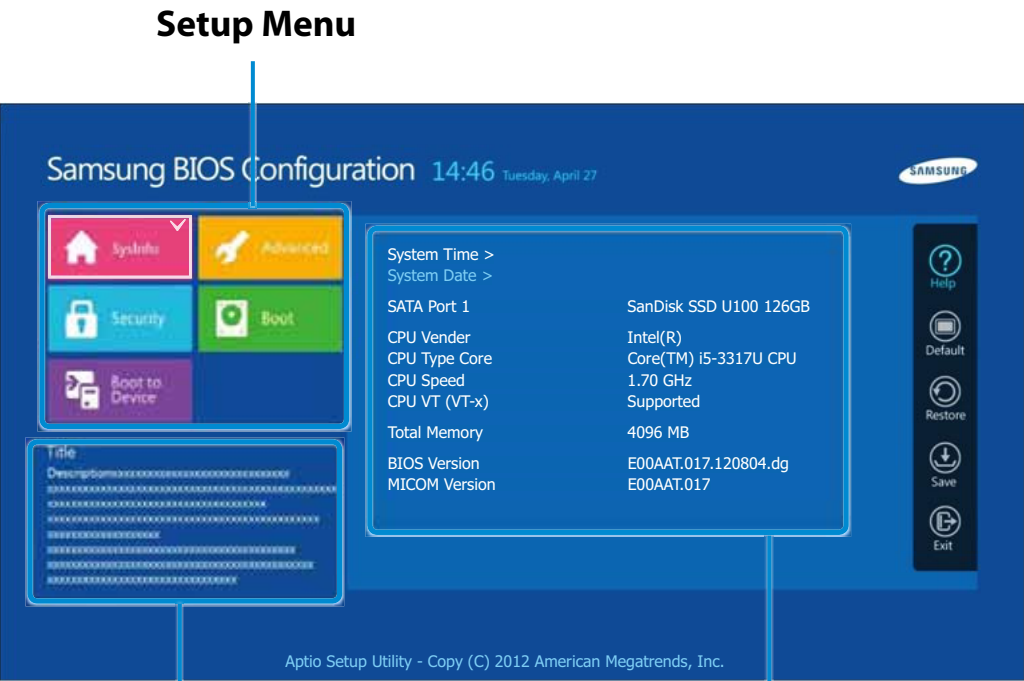 Setup Menu
Samsung BIOS Configuration 14:46 Tuesday, April 27
SAMSUNG
SysInfo
Advanced
Security
Boot
Boot to
Device
Title
System Time >
System Date >
SATA Port 1 SanDisk SSD U100 126GB
CPU Vender Intel(R)
CPU Type Core Core(TM) i5-3317U CPU
CPU Speed 1.70 GHz
CPU VT (VT-x) Supported
Total Memory 4096 MB
BIOS Version E00AAT.017.120804.dg
MICOM Version E00AAT.017
Help
Default
Restore
Save
Exit
Aptio Setup Utility - Copy (C) 2012 American Megatrends, Inc.